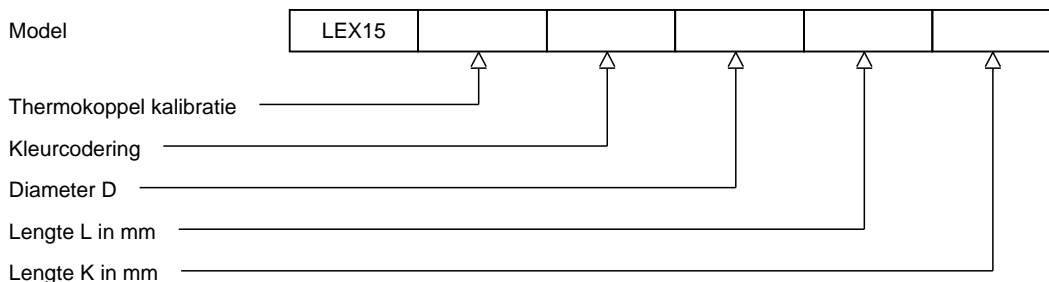 Model LEX15
Thermokoppel kalibratie
Kleurcodering
Diameter D
Lengte L in mm
Lengte K in mm